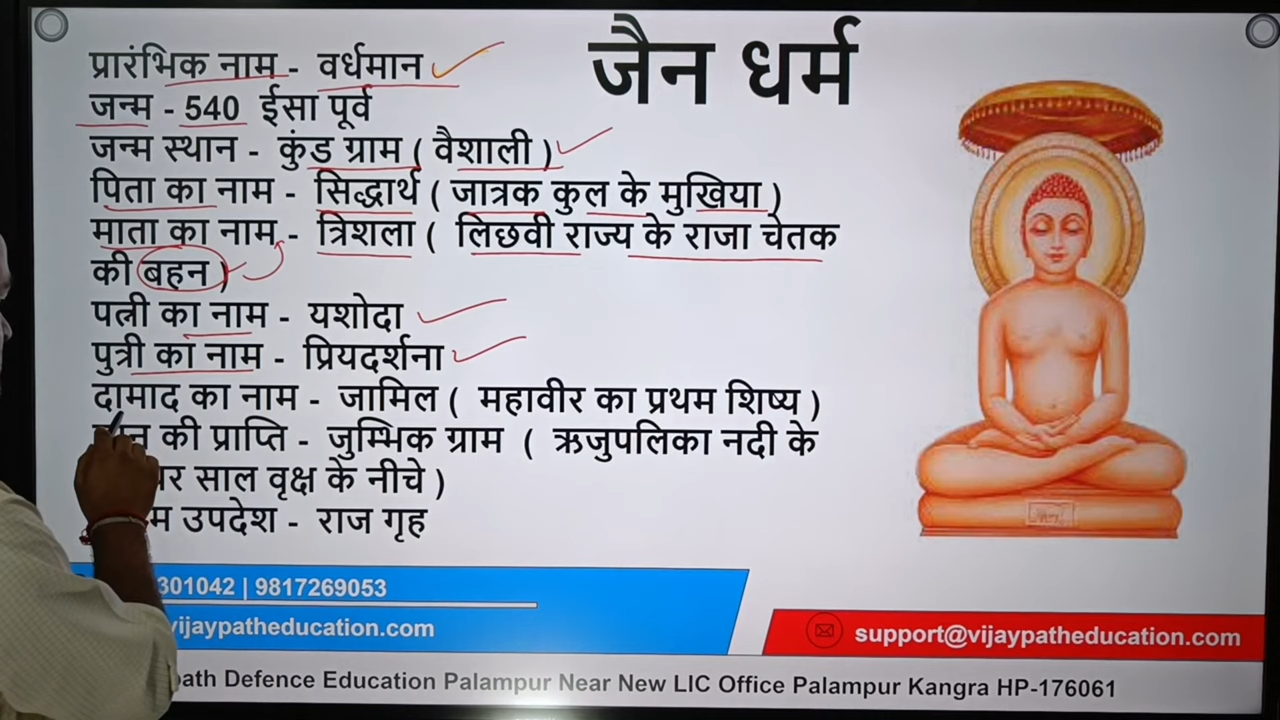 जैन धर्म
प्रारंभिक नाम - वर्धमान
जन्म - 540 ईसा पूर्व
जन्म स्थान - कुंड ग्राम ( वैशाली )
पिता का नाम - सिद्धार्थ ( जात्रक कुल के मुखिया )
माता का नाम - त्रिशला ( लिछवी राज्य के राजा चेतक
की बहन )
पत्नी का नाम - यशोदा
पुत्री का नाम - प्रियदर्शना
दामाद का नाम - जामिल ( महावीर का प्रथम शिष्य )
की प्राप्ति - जुम्भिक ग्राम ( ऋजुपलिका नदी के
साल वृक्ष के नीचे )
उपदेश - राज गृह
301042 | 9817269053
vijaypatheducation.com
support@vijaypatheducation.com
Defence Education Palampur Near New LIC Office Palampur Kangra HP-176061